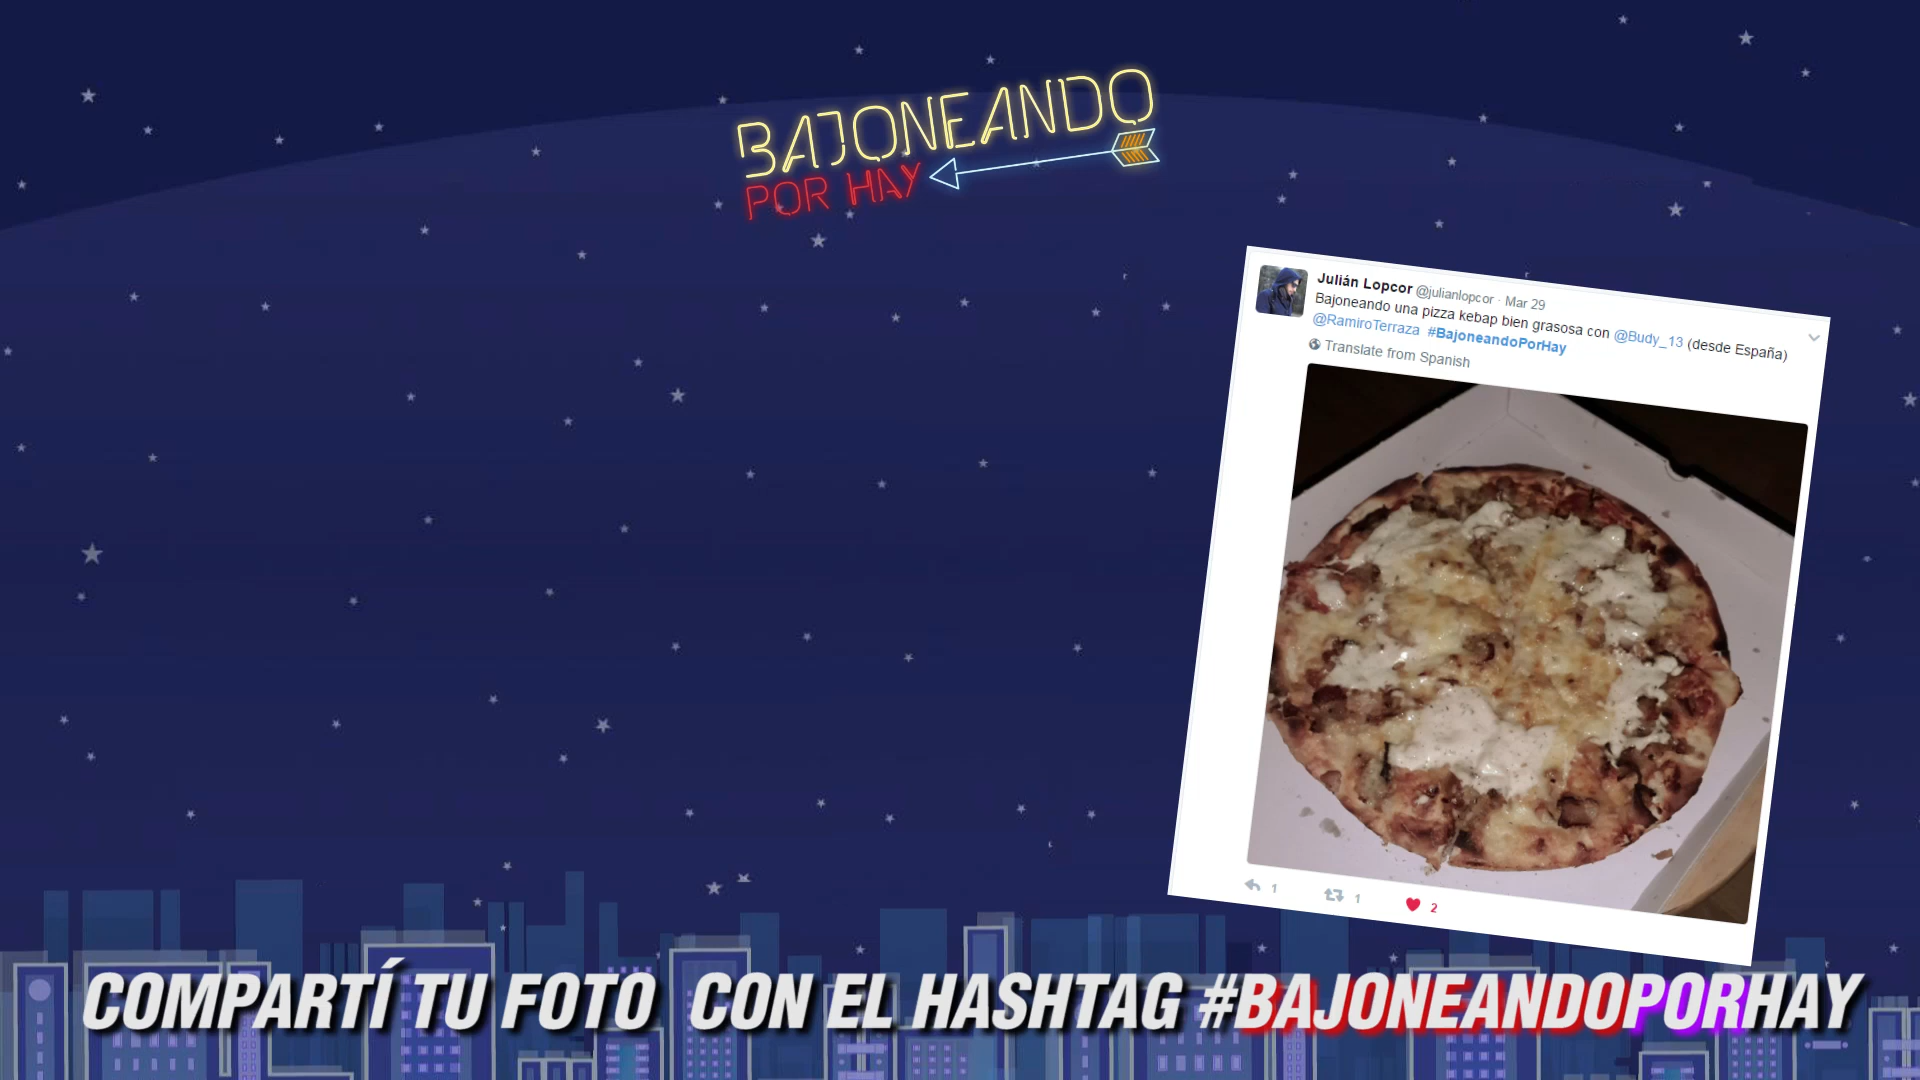 BAJONEANDO
POR HAY
Julián Lopcor @julianlopcor · Mar 29
Bajoneando una pizza kebap bien grasosa con @Budy_13 (desde España)
@RamiroTerraza #BajoneandoPorHay
Translate from Spanish
1 1 2
COMPARTÍ TU FOTO CON EL HASHTAG #BAJONEANDOPORHAY